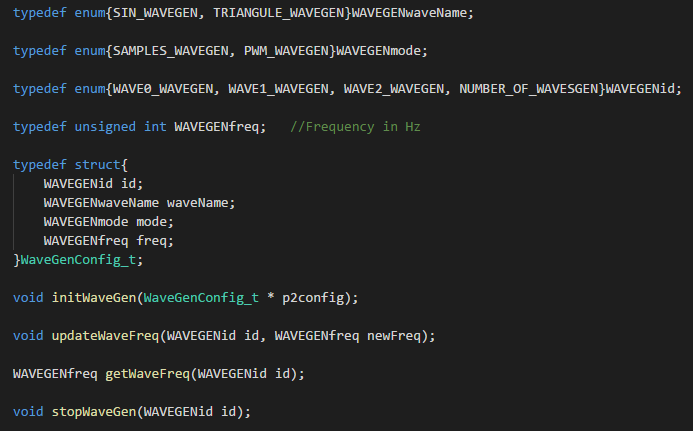 typedef enum{SIN_WAVEGEN, TRIANGULE_WAVEGEN}WAVEGENwaveName;
typedef enum{SAMPLES_WAVEGEN, PWM_WAVEGEN}WAVEGENmode;
typedef enum{WAVE0_WAVEGEN, WAVE1_WAVEGEN, WAVE2_WAVEGEN, NUMBER_OF_WAVESGEN}WAVEGENid;
typedef unsigned int WAVEGENfreq;   //Frequency in Hz
typedef struct{
    WAVEGENid id;
    WAVEGENwaveName waveName;
    WAVEGENmode mode;
    WAVEGENfreq freq;
}WaveGenConfig_t;
void initWaveGen(WaveGenConfig_t * p2config);
void updateWaveFreq(WAVEGENid id, WAVEGENfreq newFreq);
WAVEGENfreq getWaveFreq(WAVEGENid id);
void stopWaveGen(WAVEGENid id);